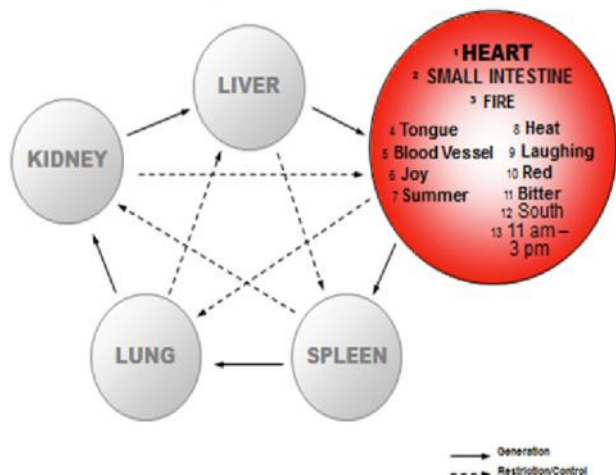 LIVER
1 HEART
2 SMALL INTESTINE
3 FIRE
4 Tongue
5 Blood Vessel
6 Joy
7 Summer
8 Heat
9 Laughing
10 Red
11 Bitter
12 South
13 11 am –
3 pm
KIDNEY
LUNG
SPLEEN
Generation
Restriction/Control